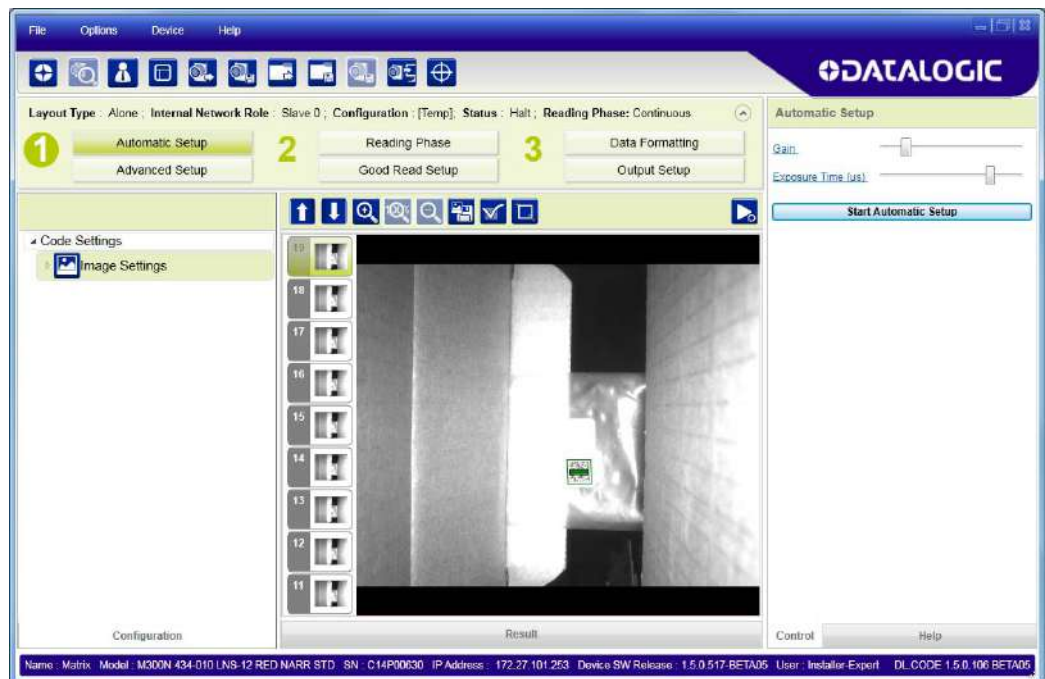 File Options Device Help
DATALOGIC
Layout Type : Alone ; Internal Network Role : Slave 0 ; Configuration : [Temp]; Status : Halt ; Reading Phase: Continuous
1 Automatic Setup
Advanced Setup
2 Reading Phase
Good Read Setup
3 Data Formatting
Output Setup
Automatic Setup
Gain
Exposure Time (us)
Start Automatic Setup
Code Settings
Image Settings
100%
19
18
17
16
15
14
13
12
11
Configuration
Result
Control
Help
Name : Matrix Model : M300N 434-010 LNS-12 RED NARR STD SN : C14P00630 IP Address : 172.27.101.253 Device SW Release : 1.5.0.517-BETA05 User : Installer-Expert DL.CODE 1.5.0.106 BETA05